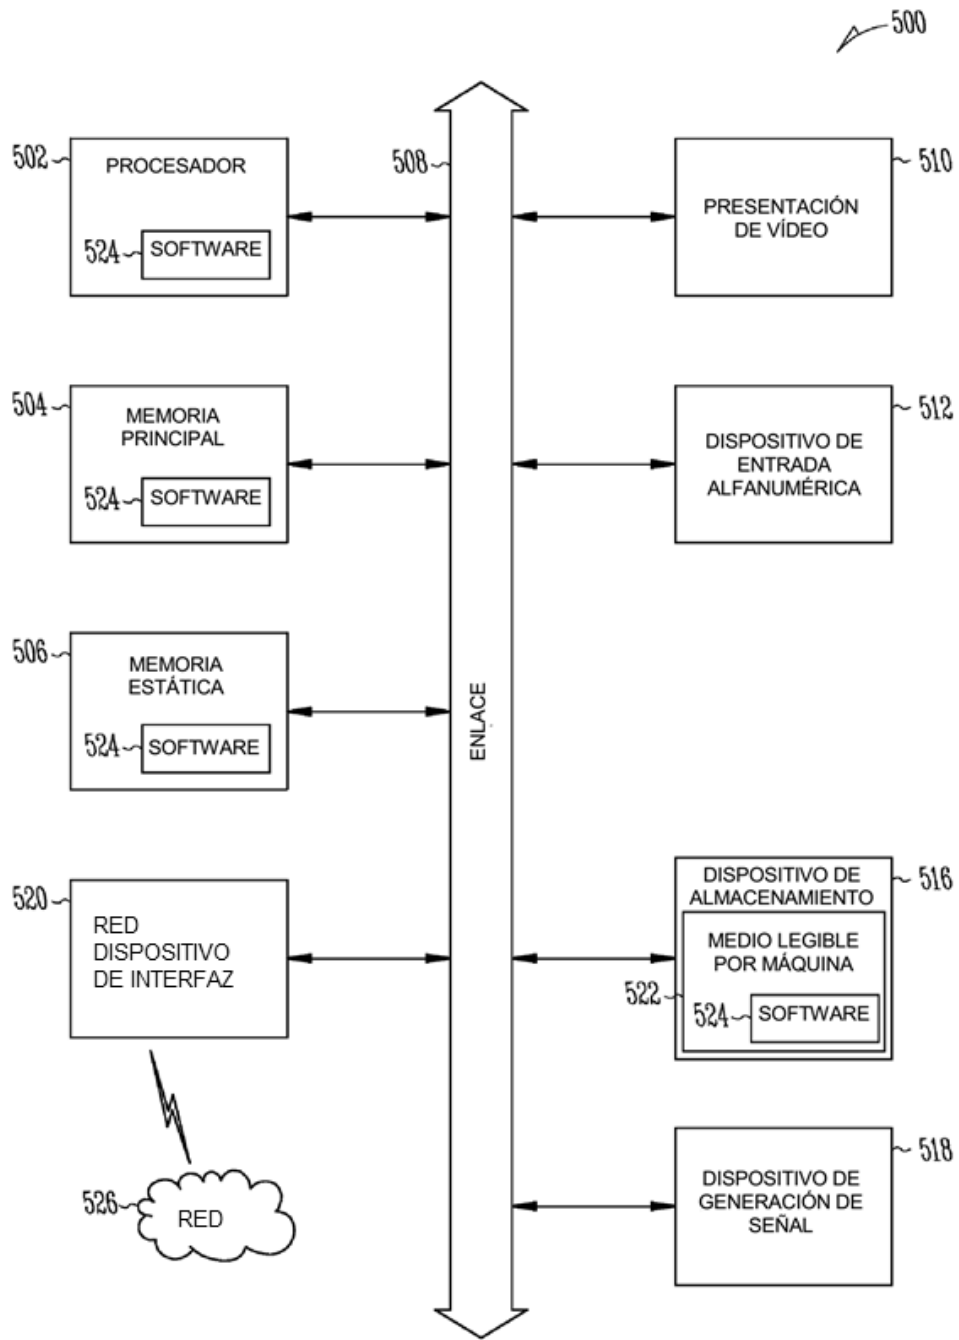 500
502
PROCESADOR
524
SOFTWARE
508
510
PRESENTACIÓN
DE VÍDEO
504
MEMORIA
PRINCIPAL
524
SOFTWARE
512
DISPOSITIVO DE
ENTRADA
ALFANUMÉRICA
506
MEMORIA
ESTÁTICA
524
SOFTWARE
ENLACE
520
RED
DISPOSITIVO
DE INTERFAZ
516
DISPOSITIVO DE
ALMACENAMIENTO
MEDIO LEGIBLE
POR MÁQUINA
522
524
SOFTWARE
526
RED
518
DISPOSITIVO DE
GENERACIÓN DE
SEÑAL